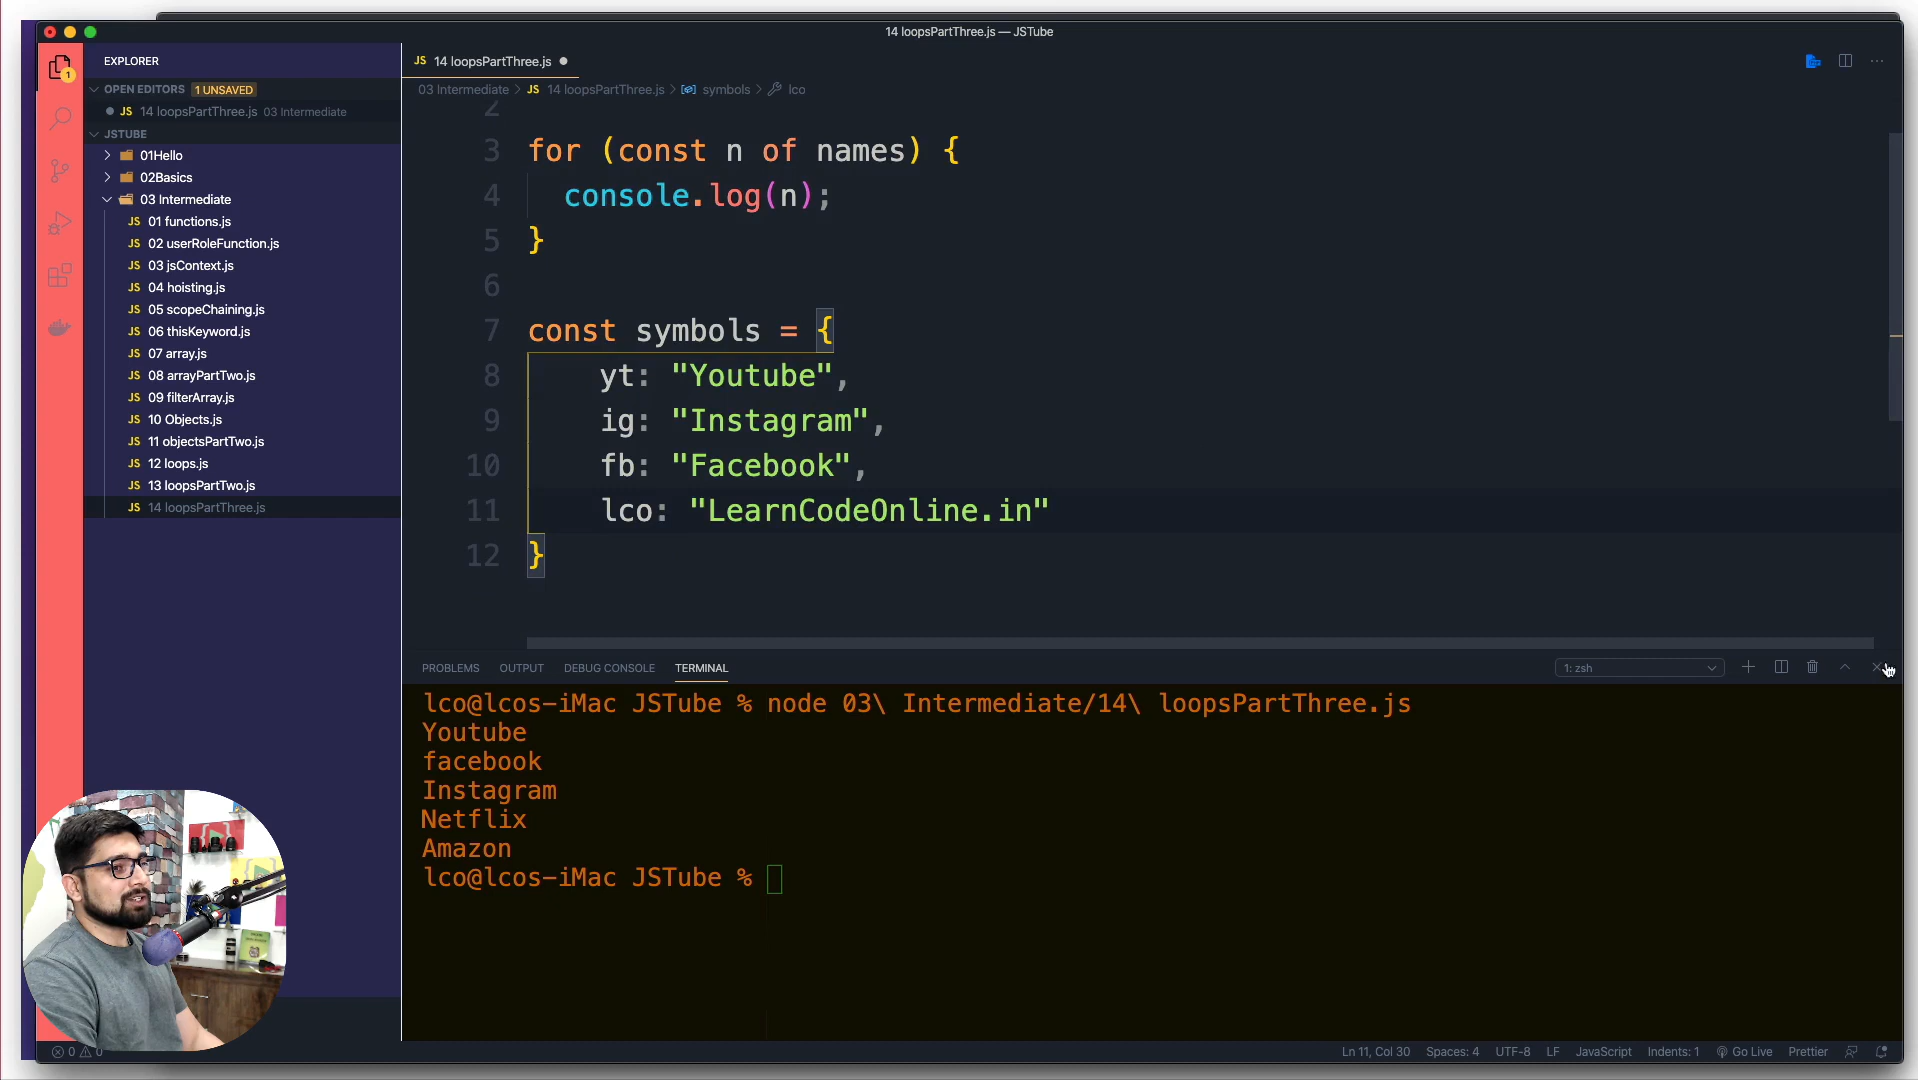 14 loopsPartThree.js — JSTube
EXPLORER
OPEN EDITORS 1 UNSAVED
JS 14 loopsPartThree.js 03 Intermediate
JSTUBE
01Hello
02Basics
03 Intermediate
JS 01 functions.js
JS 02 userRoleFunction.js
JS 03 jsContext.js
JS 04 hoisting.js
JS 05 scopeChaining.js
JS 06 thisKeyword.js
JS 07 array.js
JS 08 arrayPartTwo.js
JS 09 filterArray.js
JS 10 Objects.js
JS 11 objectsPartTwo.js
JS 12 loops.js
JS 13 loopsPartTwo.js
JS 14 loopsPartThree.js
1
JS 14 loopsPartThree.js
03 Intermediate > JS 14 loopsPartThree.js > symbols > lco
2
3 for (const n of names) {
4 console.log(n);
5 }
6
7 const symbols = {
8 yt: "Youtube",
9 ig: "Instagram",
10 fb: "Facebook",
11 lco: "LearnCodeOnline.in"
12 }
PROBLEMS OUTPUT DEBUG CONSOLE TERMINAL 1: zsh
lco@lcos-iMac JSTube % node 03\ Intermediate/14\ loopsPartThree.js
Youtube
facebook
Instagram
Netflix
Amazon
lco@lcos-iMac JSTube %
0 0 Ln 11, Col 30 Spaces: 4 UTF-8 LF JavaScript Indents: 1 Go Live Prettier